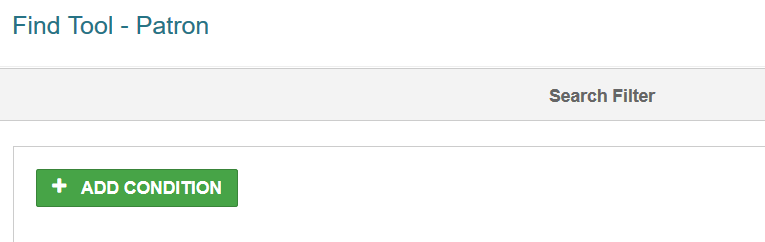 Find Tool - Patron
Search Filter
ADD CONDITION